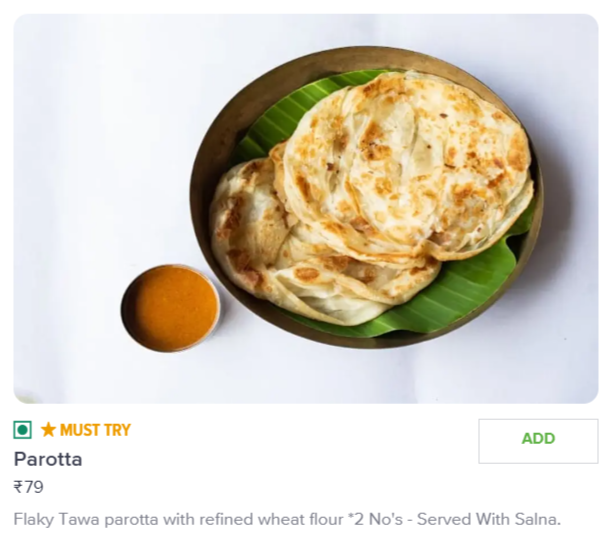 MUST TRY
ADD
Parotta
₹79
Flaky Tawa parotta with refined wheat flour *2 No's - Served With Salna.